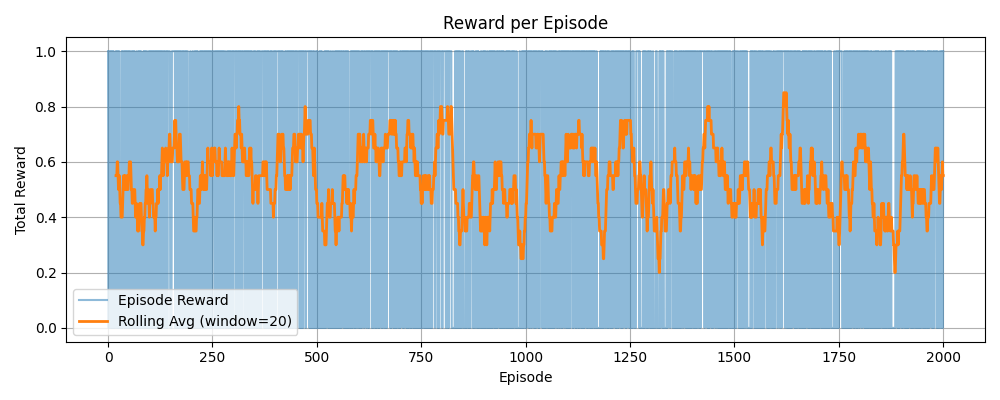 Reward per Episode
1.0
0.8
0.6
0.4
0.2
0.0
Total Reward
Episode Reward
Rolling Avg (window=20)
0 250 500 750 1000 1250 1500 1750 2000
Episode